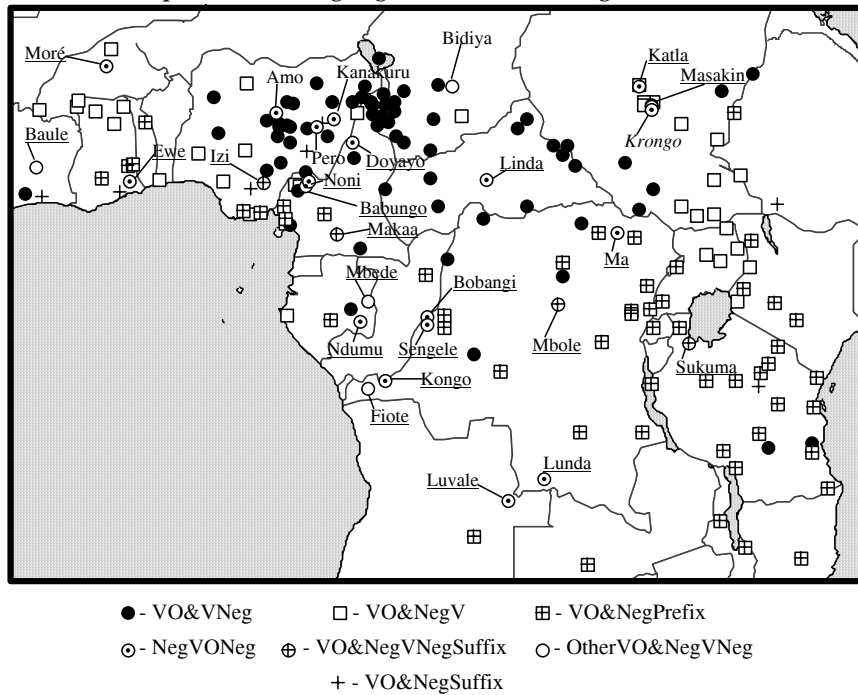 Bidiya
Moré
Katla
Amo
Kanakuru
Masakin
Krongo
Baule
Ewe
Izi
Pero
Doyayo
Linda
Noni
Babungo
Makaa
Ma
Mbede
Bobangi
Ndumu
Sengele
Mbole
Sukuma
Kongo
Fiote
Lunda
Luvale
- VO&VNeg - VO&NegV - VO&NegPrefix
- NegVONeg - VO&NegVNegSuffix - OtherVO&NegVNeg
- VO&NegSuffix